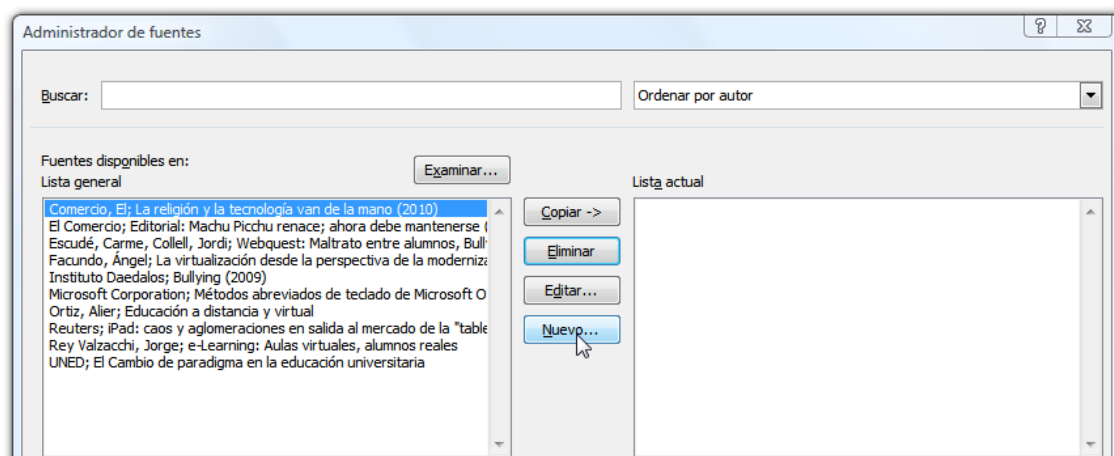 Administrador de fuentes
Buscar:
Ordenar por autor
Fuentes disponibles en:
Lista general
Examinar...
Lista actual
Comercio, El; La religión y la tecnología van de la mano (2010)
El Comercio; Editorial: Machu Picchu renace; ahora debe mantenerse (
Escudé, Carme, Collell, Jordi; Webquest: Maltrato entre alumnos, Bull
Facundo, Ángel; La virtualización desde la perspectiva de la moderniza
Instituto Daedalos; Bullying (2009)
Microsoft Corporation; Métodos abreviados de teclado de Microsoft O
Ortiz, Alier; Educación a distancia y virtual
Reuters; iPad: caos y aglomeraciones en salida al mercado de la "table
Rey Valzacchi, Jorge; e-Learning: Aulas virtuales, alumnos reales
UNED; El Cambio de paradigma en la educación universitaria
Copiar ->
Eliminar
Editar...
Nuevo...